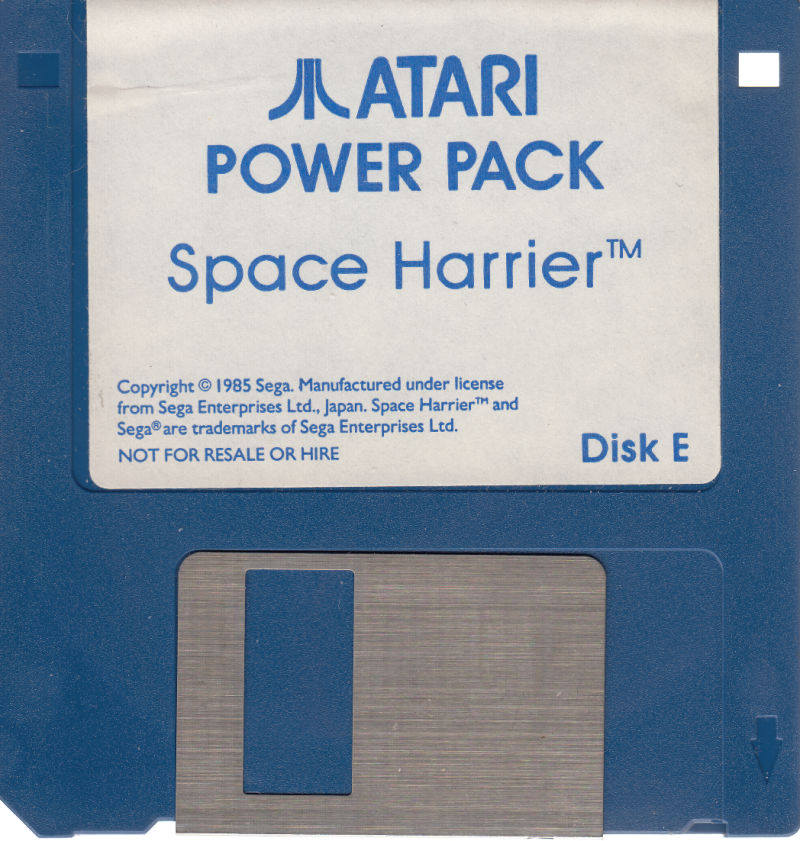 ATARI
POWER PACK
Space Harrier™
Copyright © 1985 Sega. Manufactured under license
from Sega Enterprises Ltd., Japan. Space Harrier™ and
Sega® are trademarks of Sega Enterprises Ltd.
NOT FOR RESALE OR HIRE
Disk E